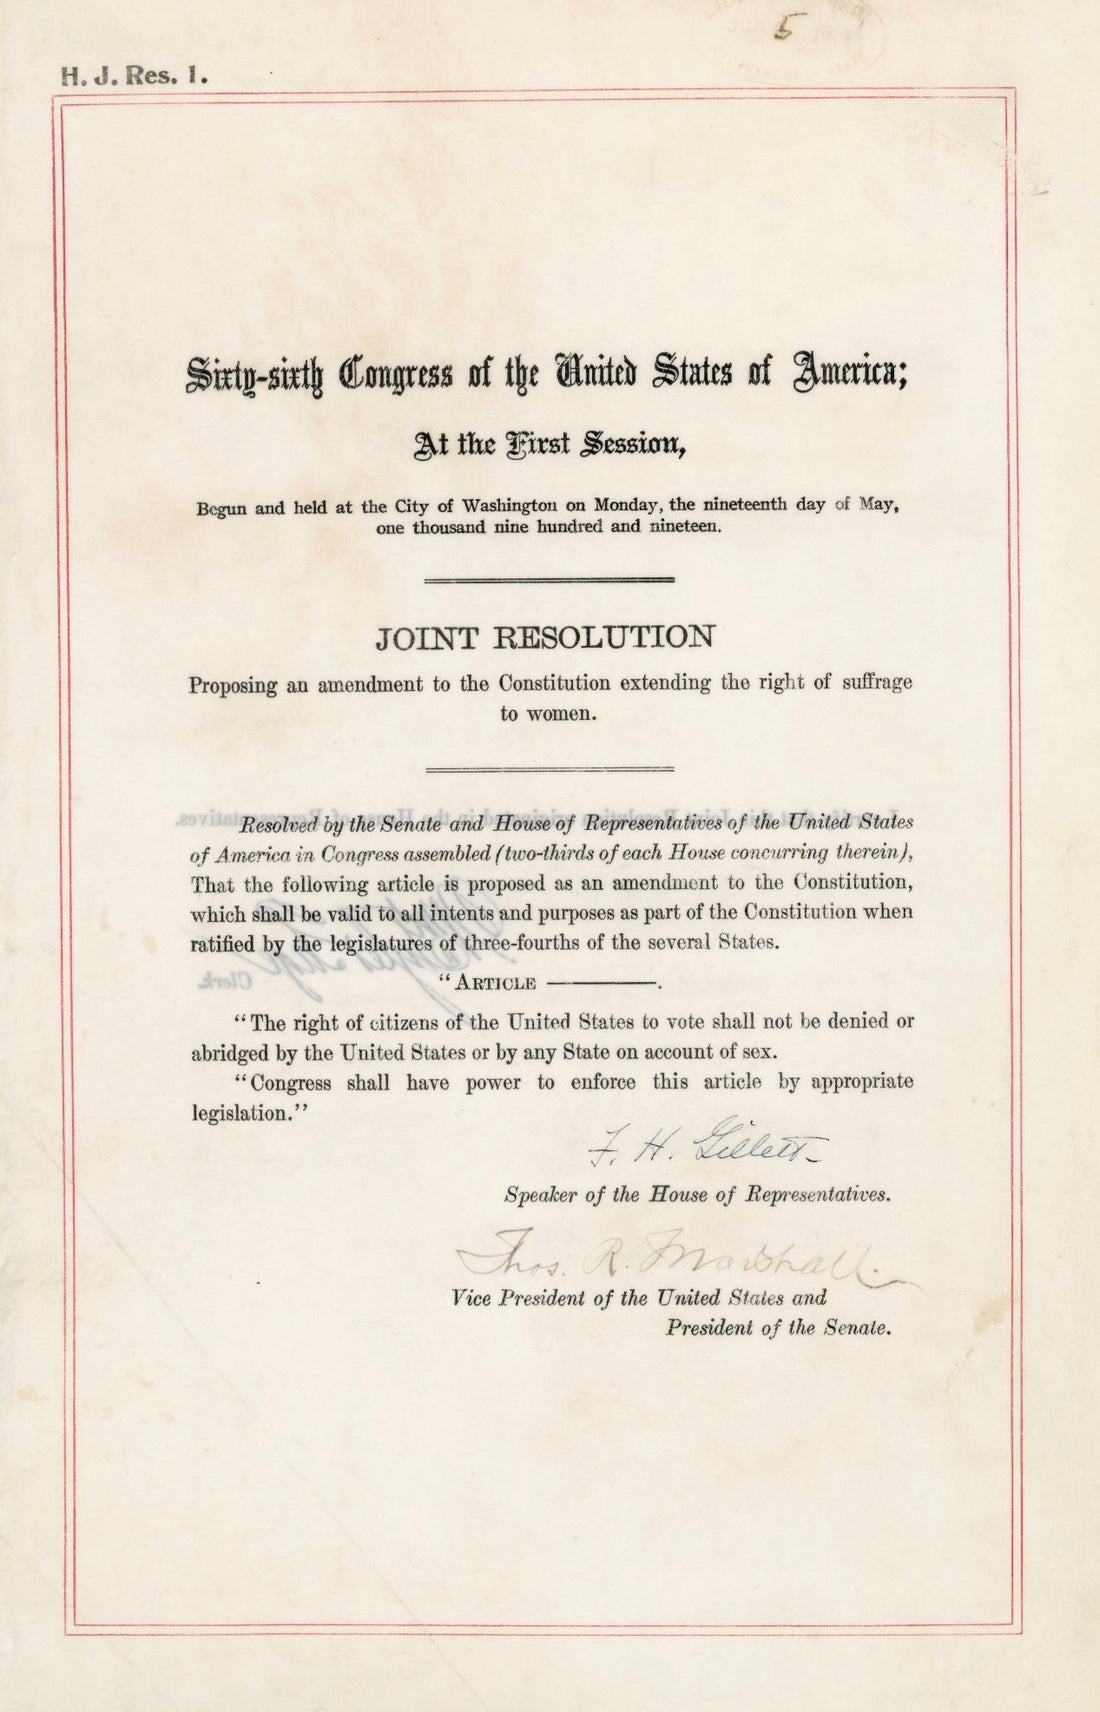 5
H. J. Res. 1.
Sixty-sixth Congress of the United States of America;
At the First Session,
Begun and held at the City of Washington on Monday, the nineteenth day of May,
one thousand nine hundred and nineteen.
JOINT RESOLUTION
Proposing an amendment to the Constitution extending the right of suffrage
to women.
Resolved by the Senate and House of Representatives of the United States
of America in Congress assembled (two-thirds of each House concurring therein),
That the following article is proposed as an amendment to the Constitution,
which shall be valid to all intents and purposes as part of the Constitution when
ratified by the legislatures of three-fourths of the several States.
"ARTICLE ————.
"The right of citizens of the United States to vote shall not be denied or
abridged by the United States or by any State on account of sex.
"Congress shall have power to enforce this article by appropriate
legislation."
F. H. Gillett
Speaker of the House of Representatives.
Thos. R. Marshall.
Vice President of the United States and
President of the Senate.